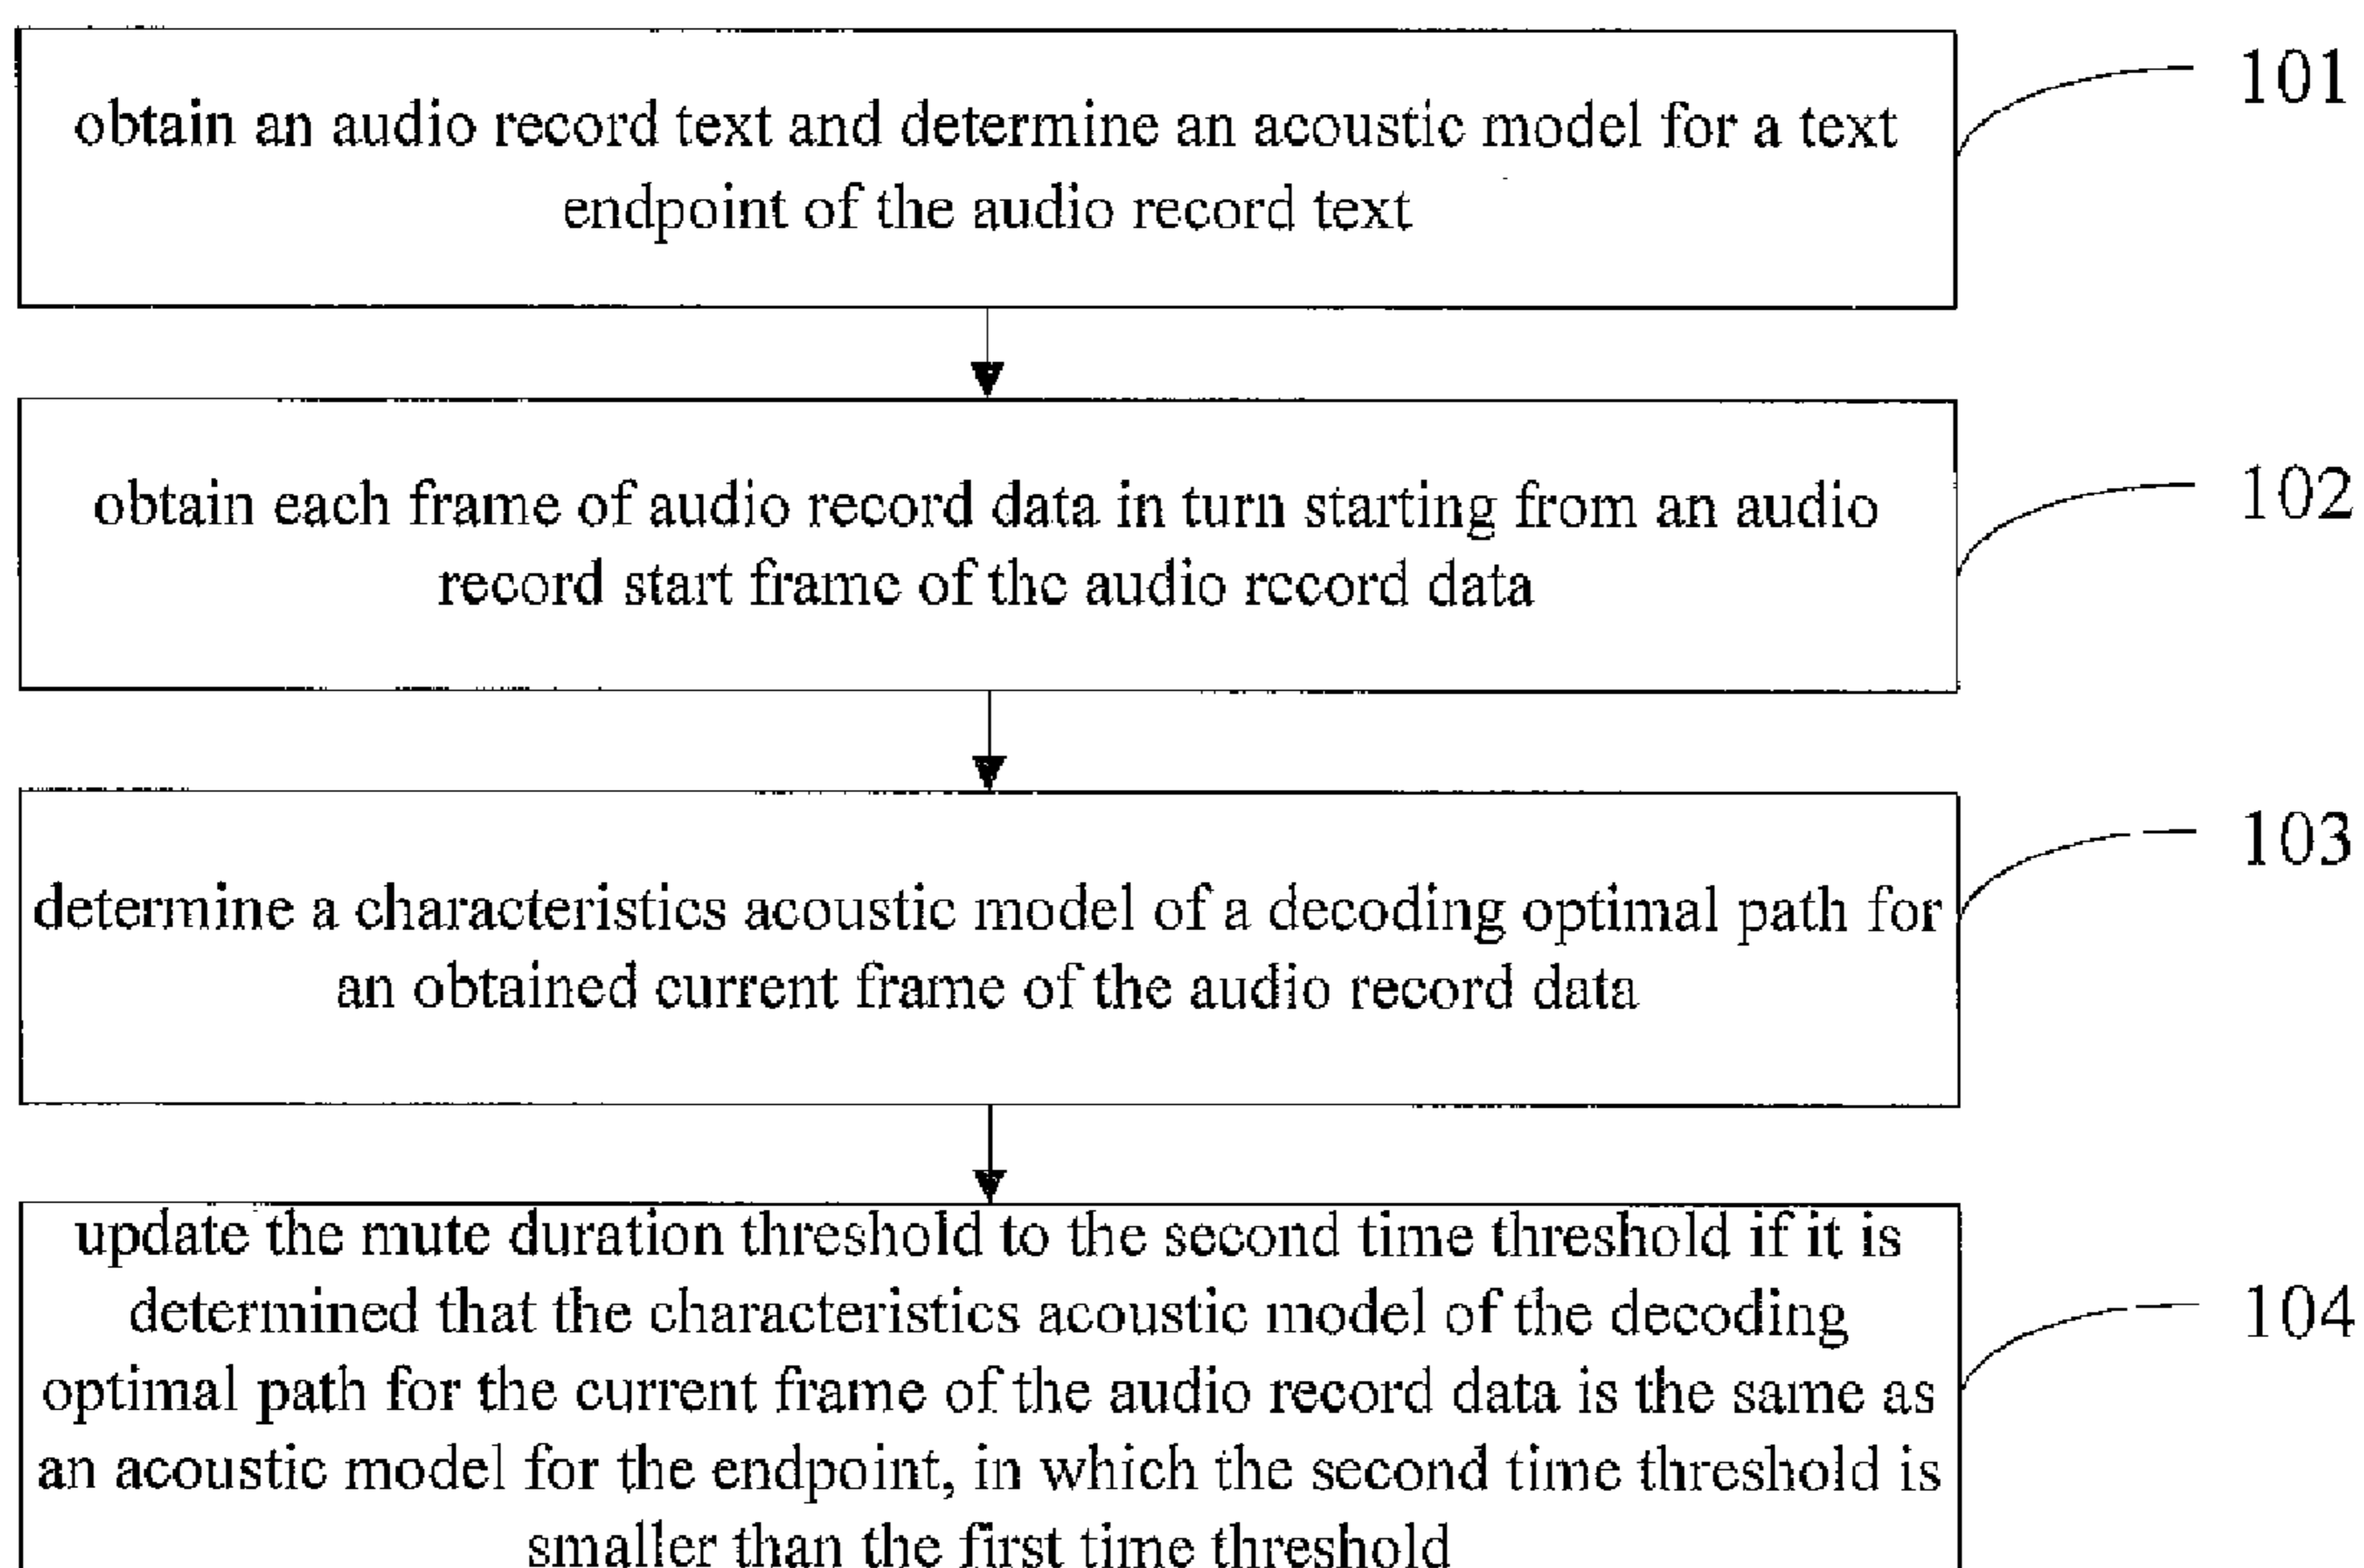 obtain an audio record text and determine an acoustic model for a text
endpoint of the audio record text
101
obtain each frame of audio record data in turn starting from an audio
record start frame of the audio record data
102
determine a characteristics acoustic model of a decoding optimal path for
an obtained current frame of the audio record data
103
update the mute duration threshold to the second time threshold if it is
determined that the characteristics acoustic model of the decoding
optimal path for the current frame of the audio record data is the same as
an acoustic model for the endpoint, in which the second time threshold is
smaller than the first time threshold
104